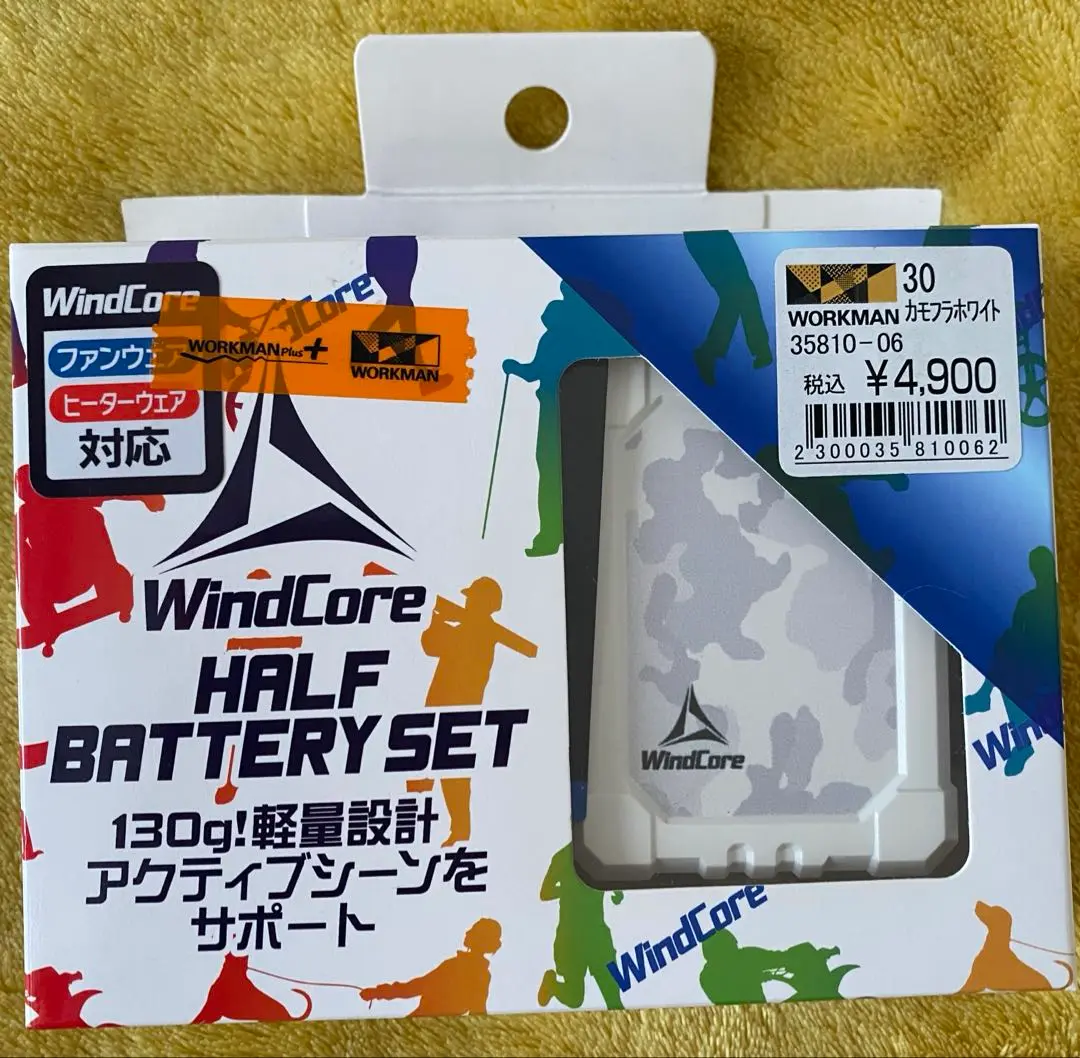 WindCore
ファンウェ
ヒーターウェア
対応
WORKMAN Plus+
WORKMAN
dCore
30
WORKMAN カモフラホワイト
35810-06
税込 ¥4,900
2 300035 810062
WindCore
HALF
BATTERY SET
130g!軽量設計
アクティブシーンを
サポート
WindCore
Wind
WindCore